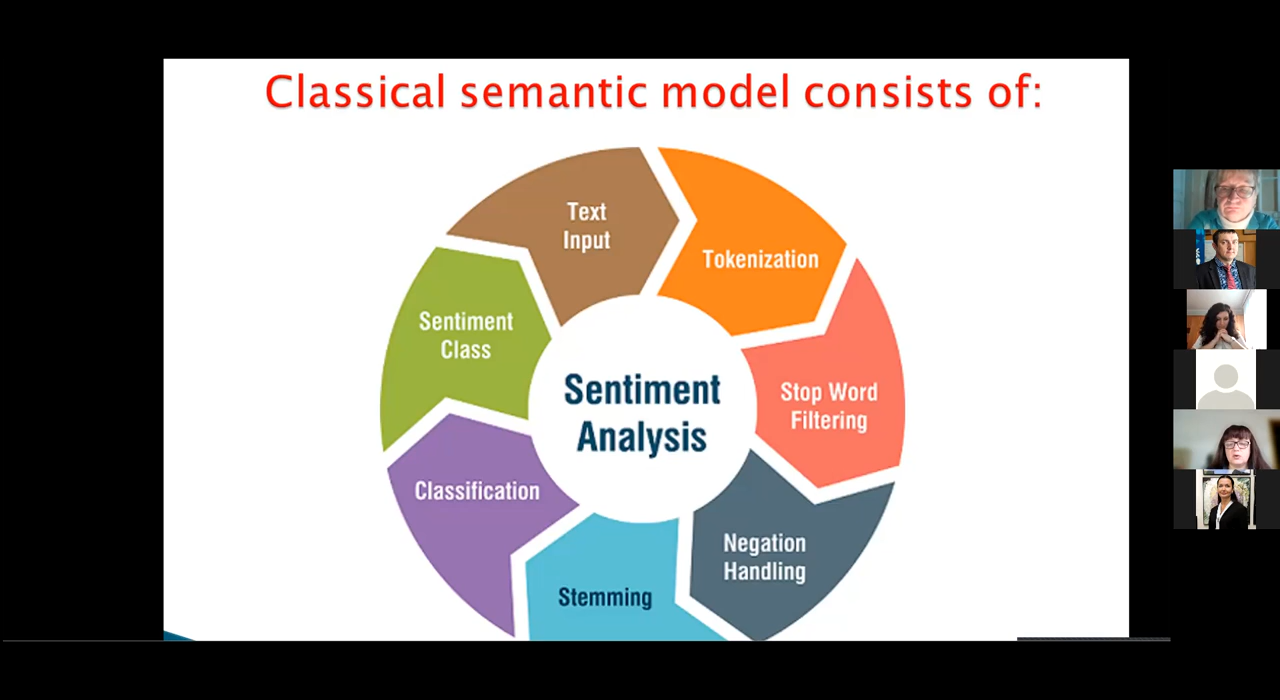 Classical semantic model consists of:
Text
Input
Tokenization
Stop Word
Filtering
Negation
Handling
Stemming
Classification
Sentiment
Class
Sentiment
Analysis